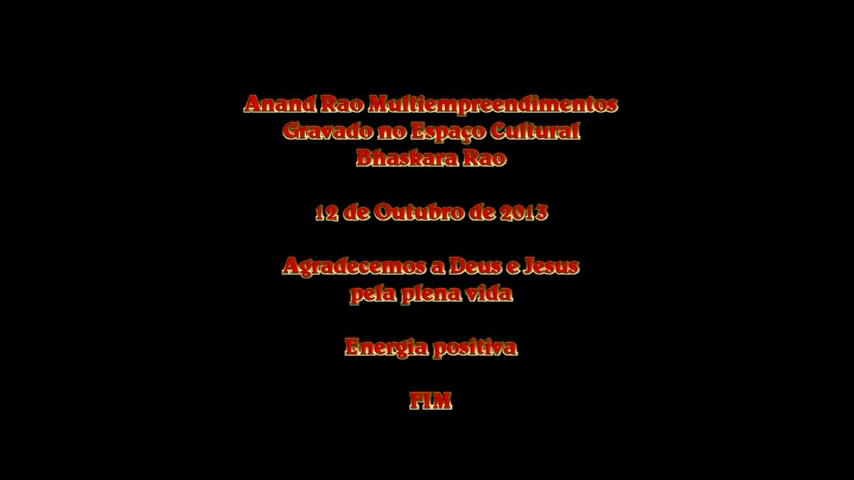 Anand Rao Multiempreendimentos
Gravado no Espaço Cultural
Bhaskara Rao
12 de Outubro de 2013
Agradecemos a Deus e Jesus
pela plena vida
Energia positiva
FIM